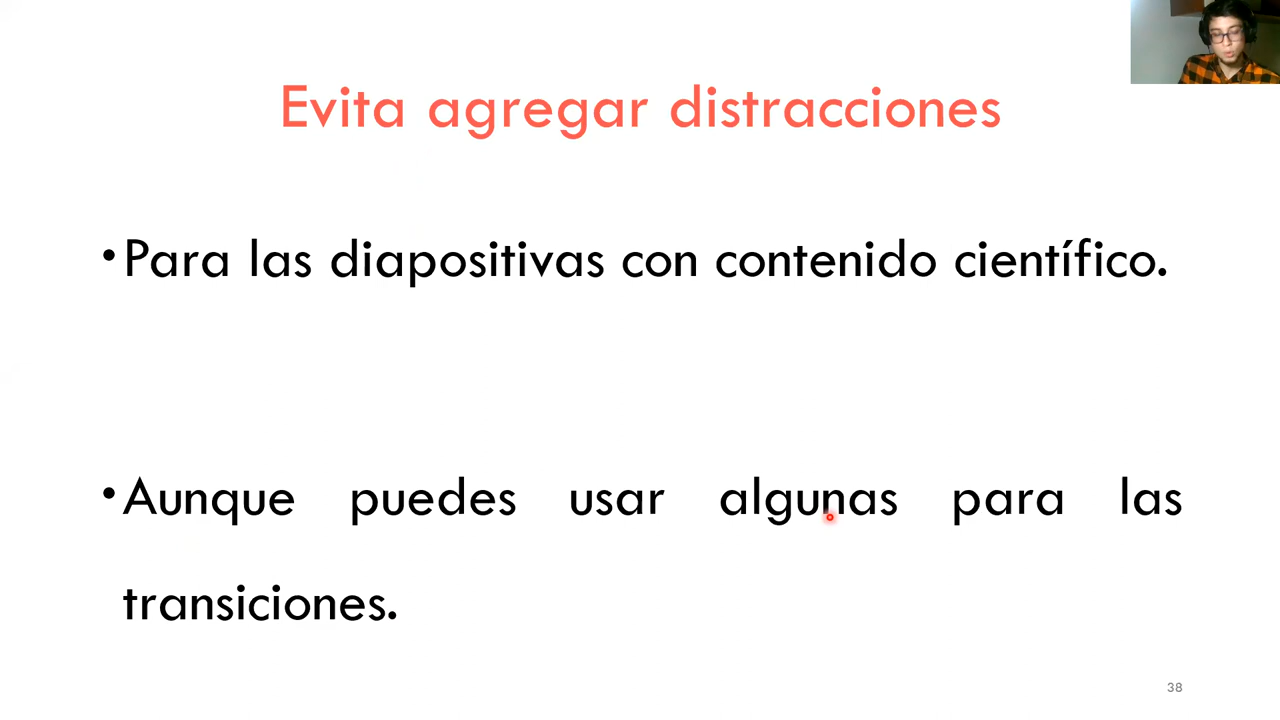 Evita agregar distracciones
•Para las diapositivas con contenido científico.
•Aunque puedes usar algunas para las
transiciones.
38